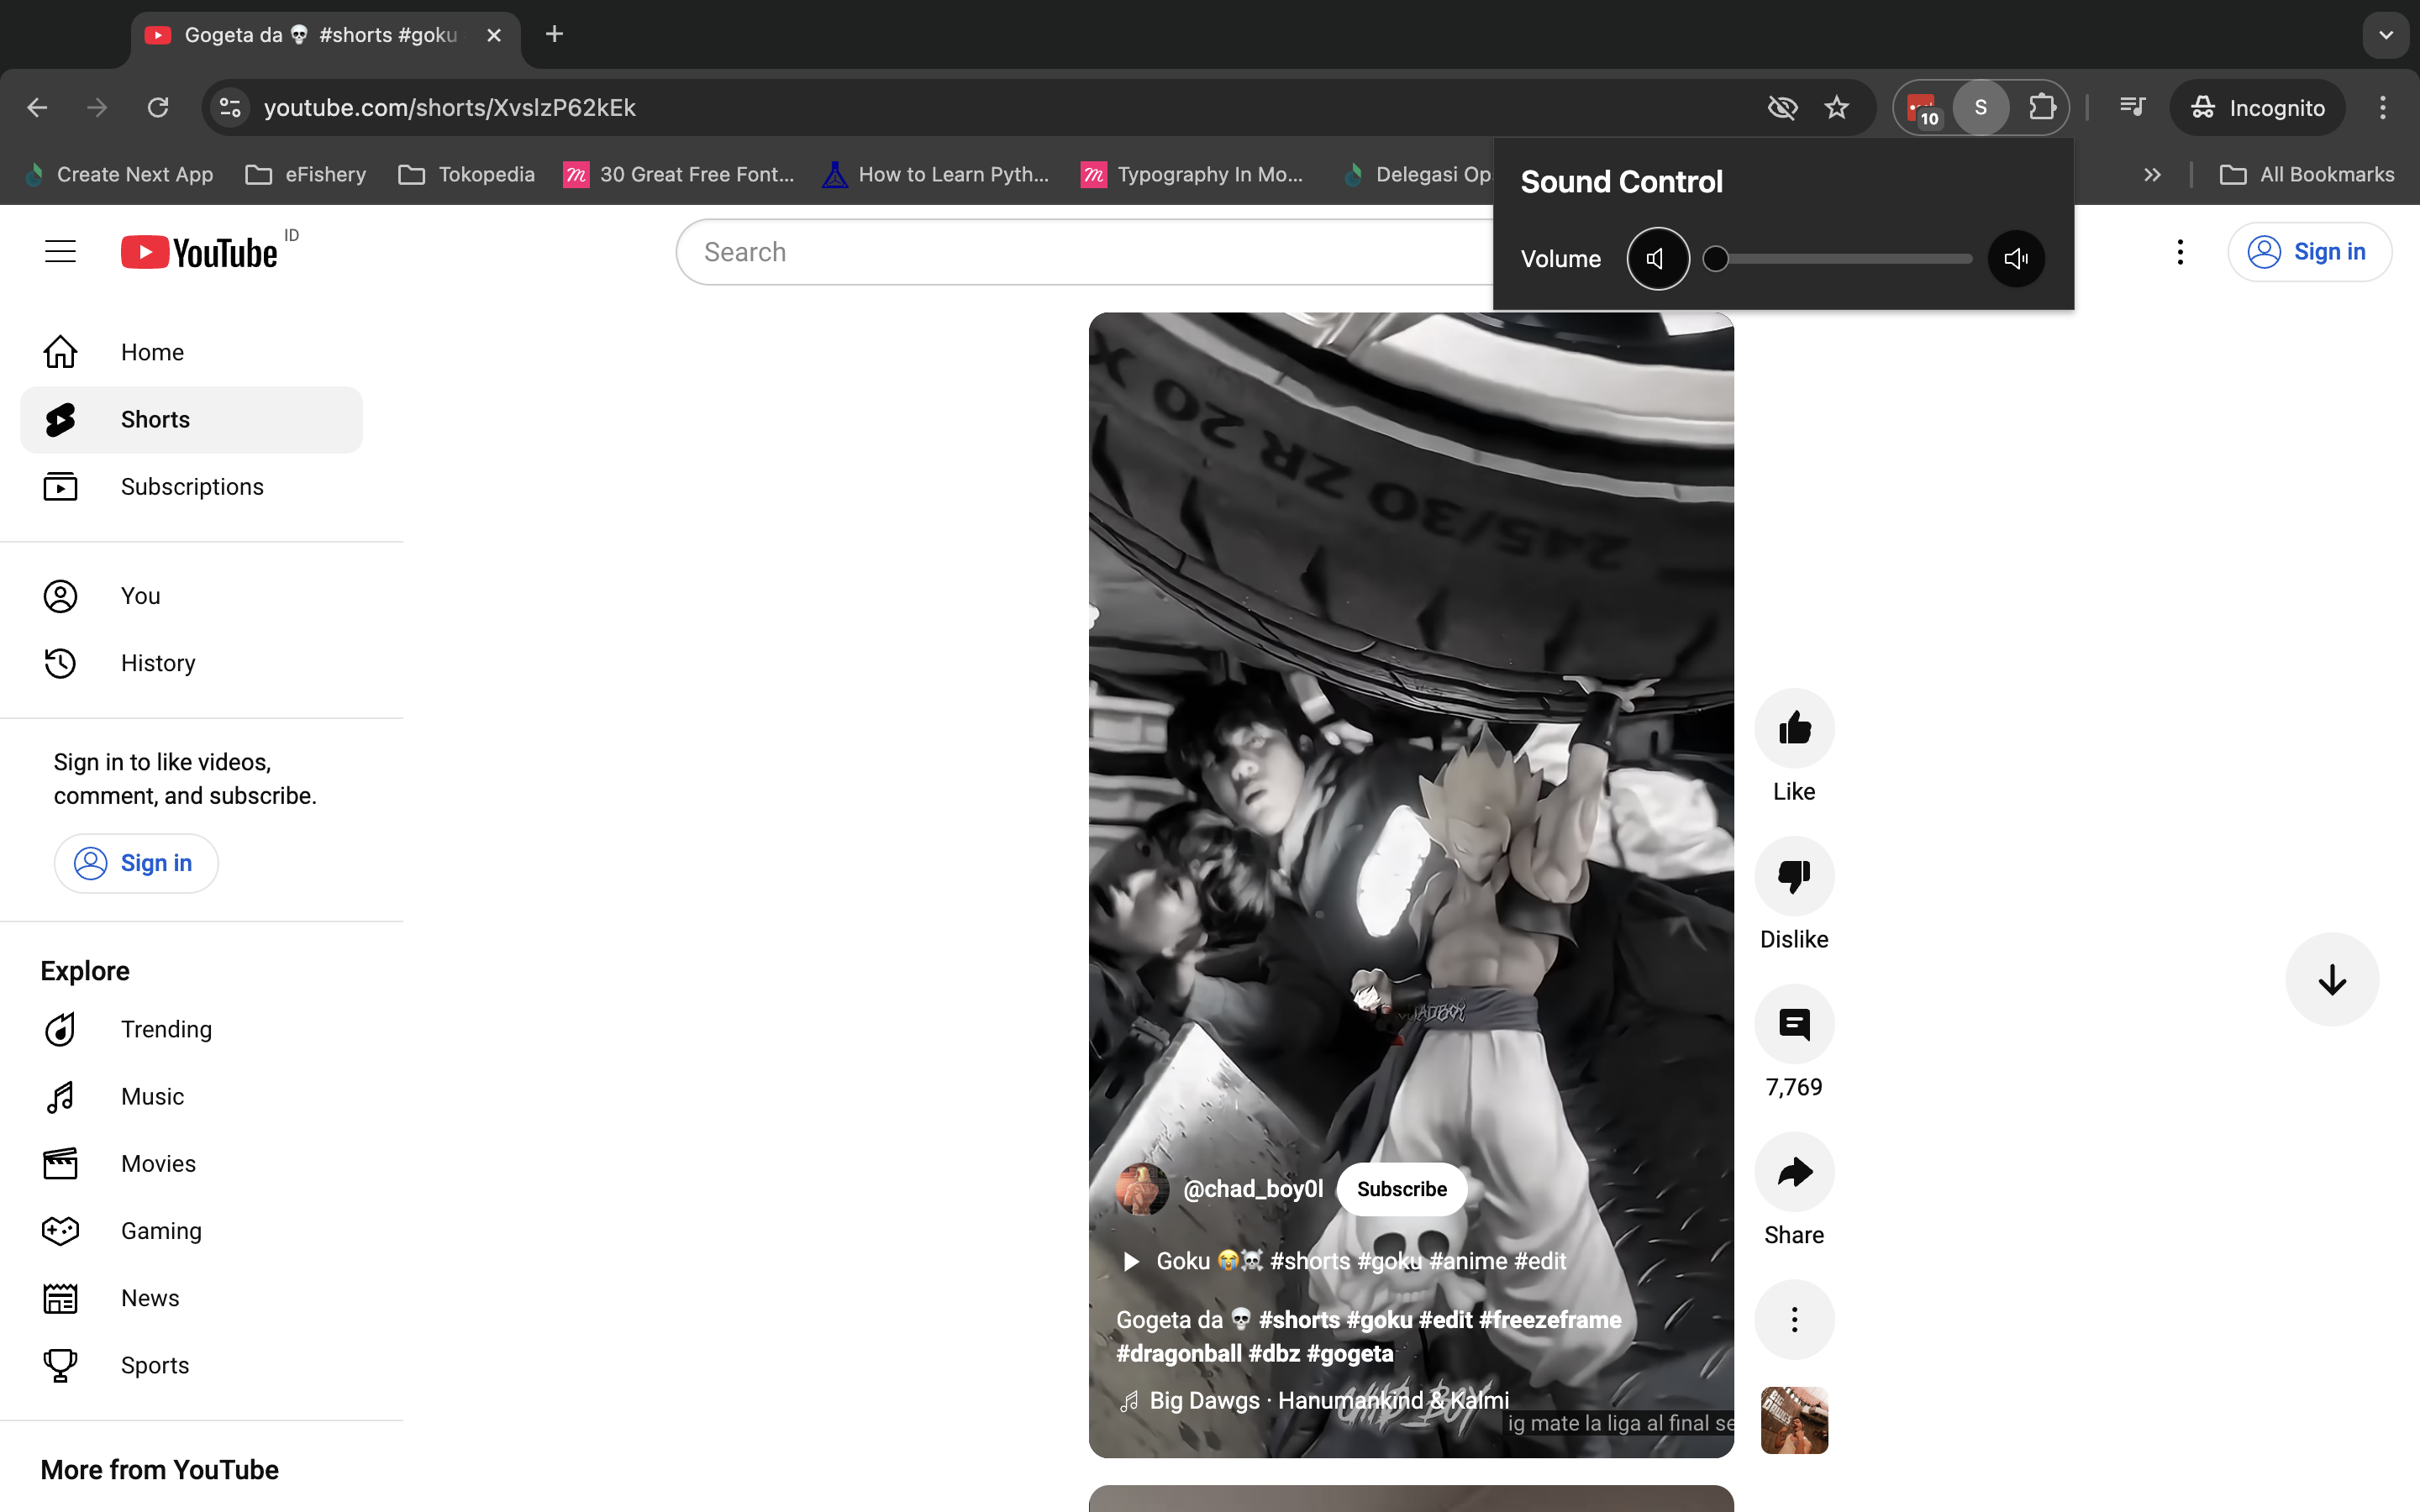 Gogeta da 💀 #shorts #goku
youtube.com/shorts/XvslzP62kEk
10
S
Incognito
Create Next App
eFishery
Tokopedia
30 Great Free Font...
How to Learn Pyth...
Typography In Mo...
Delegasi Op
All Bookmarks
Sound Control
Volume
YouTube ID
Search
Sign in
Home
Shorts
Subscriptions
You
History
Sign in to like videos,
comment, and subscribe.
Sign in
Explore
Trending
Music
Movies
Gaming
News
Sports
More from YouTube
245/30 ZR 20 X
@chad_boy0l
Subscribe
Goku 😭☠️ #shorts #goku #anime #edit
Gogeta da 💀 #shorts #goku #edit #freezeframe
#dragonball #dbz #gogeta
Big Dawgs · Hanumankind & Kalmi
CHAD_BOY
ig mate la liga al final se
Like
Dislike
7,769
Share
BIG
DAWGS